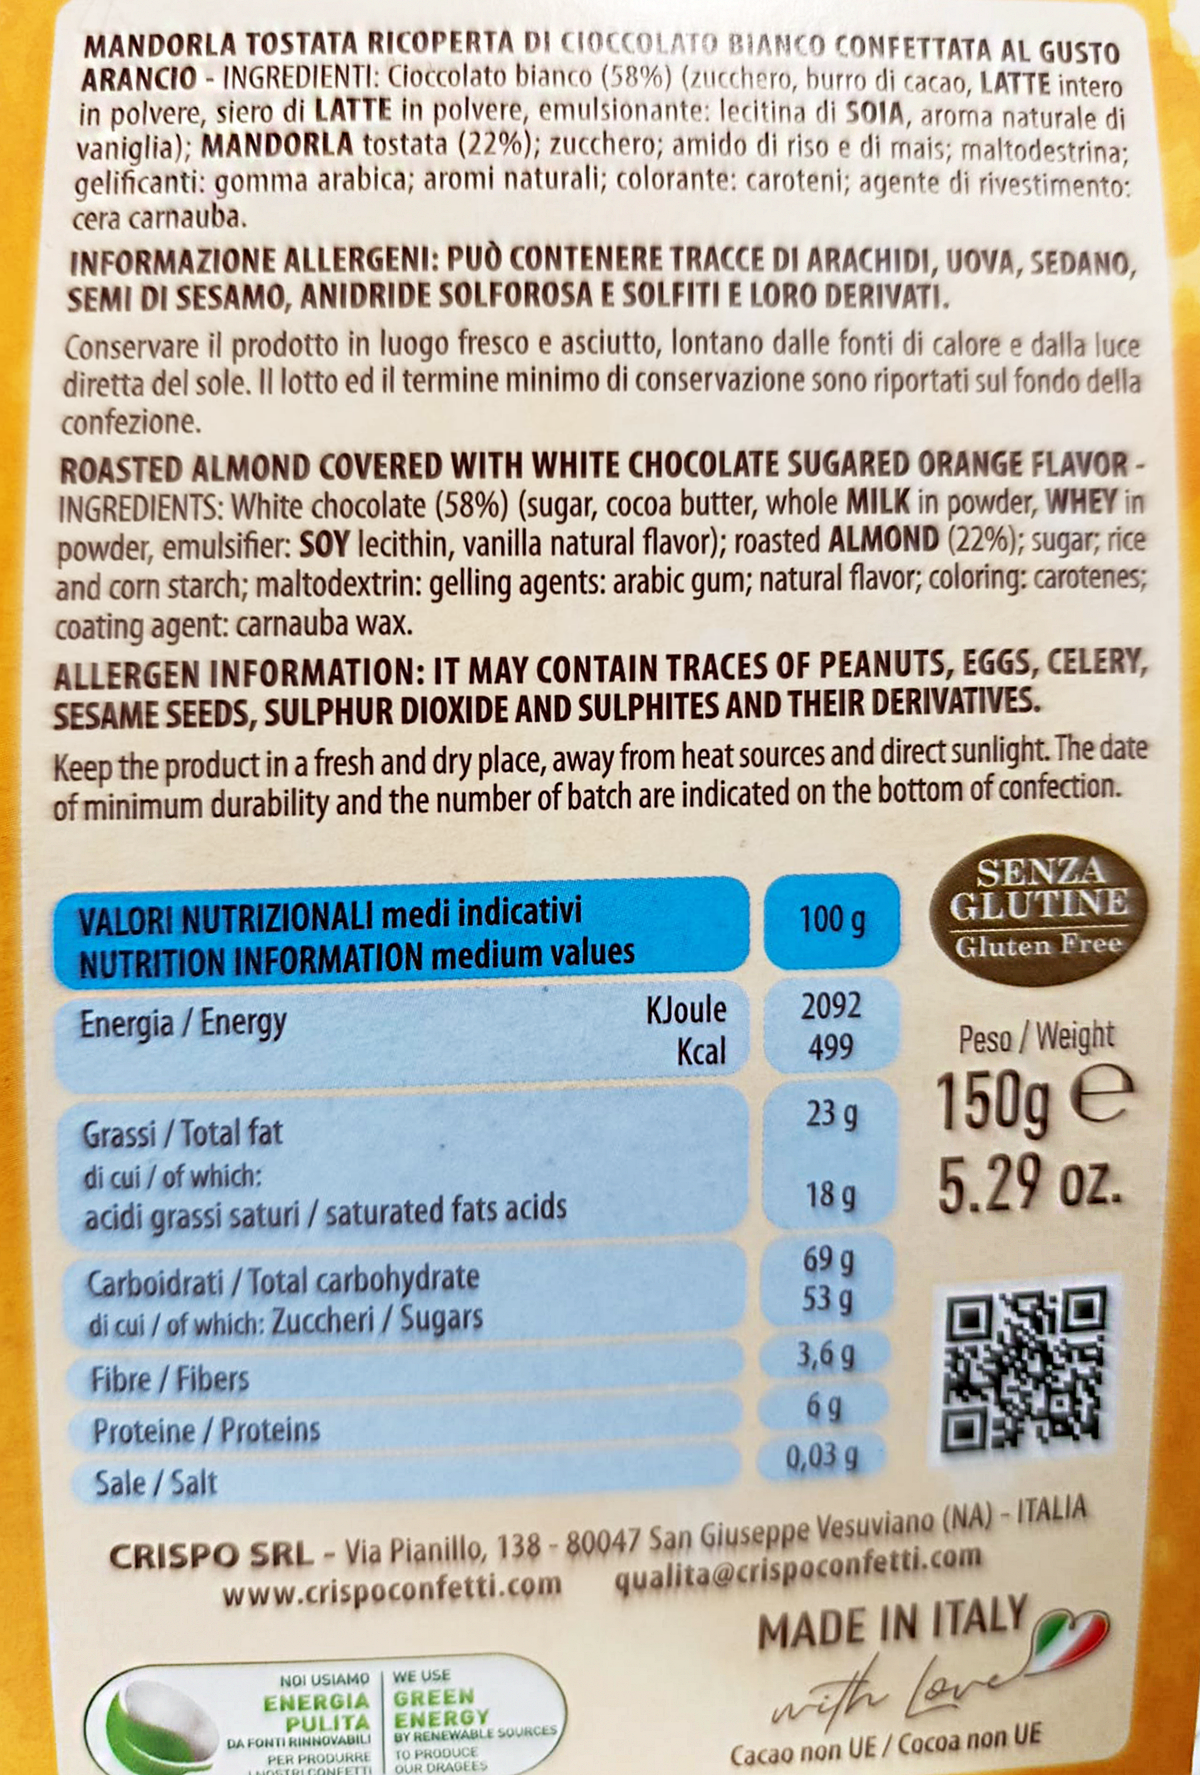 MANDORLA TOSTATA RICOPERTA DI CIOCCOLATO BIANCO CONFETTATA AL GUSTO
ARANCIO - INGREDIENTI: Cioccolato bianco (58%) (zucchero, burro di cacao, LATTE intero
in polvere, siero di LATTE in polvere, emulsionante: lecitina di SOIA, aroma naturale di
vaniglia); MANDORLA tostata (22%); zucchero; amido di riso e di mais; maltodestrina;
gelificanti: gomma arabica; aromi naturali; colorante: caroteni; agente di rivestimento:
cera carnauba.
INFORMAZIONE ALLERGENI: PUÒ CONTENERE TRACCE DI ARACHIDI, UOVA, SEDANO,
SEMI DI SESAMO, ANIDRIDE SOLFOROSA E SOLFITI E LORO DERIVATI.
Conservare il prodotto in luogo fresco e asciutto, lontano dalle fonti di calore e dalla luce
diretta del sole. Il lotto ed il termine minimo di conservazione sono riportati sul fondo della
confezione.
ROASTED ALMOND COVERED WITH WHITE CHOCOLATE SUGARED ORANGE FLAVOR -
INGREDIENTS: White chocolate (58%) (sugar, cocoa butter, whole MILK in powder, WHEY in
powder, emulsifier: SOY lecithin, vanilla natural flavor); roasted ALMOND (22%); sugar; rice
and corn starch; maltodextrin: gelling agents: arabic gum; natural flavor; coloring: carotenes;
coating agent: carnauba wax.
ALLERGEN INFORMATION: IT MAY CONTAIN TRACES OF PEANUTS, EGGS, CELERY,
SESAME SEEDS, SULPHUR DIOXIDE AND SULPHITES AND THEIR DERIVATIVES.
Keep the product in a fresh and dry place, away from heat sources and direct sunlight. The date
of minimum durability and the number of batch are indicated on the bottom of confection.
SENZA
GLUTINE
Gluten Free
VALORI NUTRIZIONALI medi indicativi
NUTRITION INFORMATION medium values
100 g
Energia / Energy KJoule 2092
Kcal 499
Grassi / Total fat 23 g
di cui / of which:
acidi grassi saturi / saturated fats acids 18 g
Carboidrati / Total carbohydrate 69 g
di cui / of which: Zuccheri / Sugars 53 g
Fibre / Fibers 3,6 g
Proteine / Proteins 6 g
Sale / Salt 0,03 g
Peso / Weight
150g e
5.29 oz.
CRISPO SRL - Via Pianillo, 138 - 80047 San Giuseppe Vesuviano (NA) - ITALIA
www.crispoconfetti.com qualita@crispoconfetti.com
MADE IN ITALY
with Love
Cacao non UE / Cocoa non UE
NOI USIAMO
ENERGIA
PULITA
DA FONTI RINNOVABILI
PER PRODURRE
I NOSTRI CONFETTI
WE USE
GREEN
ENERGY
BY RENEWABLE SOURCES
TO PRODUCE
OUR DRAGEES